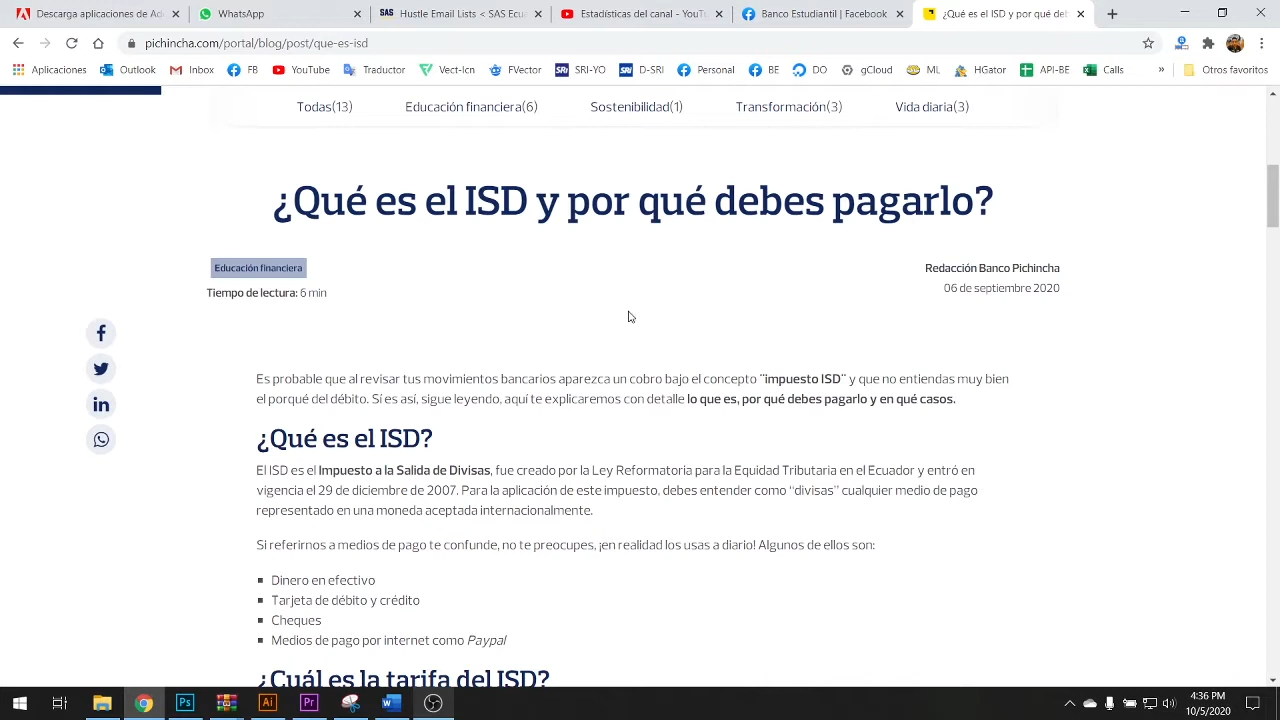 Descarga aplicaciones de Ado
WhatsApp
SAS Hustle Email Lists < SAS Ecua
Estadísticas del canal - YouTu
Banco Estudiantil | Facebook
¿Qué es el ISD y por qué deb
pichincha.com/portal/blog/post/que-es-isd
Aplicaciones Outlook Inbox FB YouTube Traductor Vect-Icn FVector SRI-YO D-SRI Personal BE DO gCloud ML HGator API-BE Calls » Otros favoritos
Todas(13) Educación financiera(6) Sostenibilidad(1) Transformación(3) Vida diaria(3)
¿Qué es el ISD y por qué debes pagarlo?
Educación financiera
Redacción Banco Pichincha
Tiempo de lectura: 6 min
06 de septiembre 2020
Es probable que al revisar tus movimientos bancarios aparezca un cobro bajo el concepto ¨impuesto ISD¨ y que no entiendas muy bien
el porqué del débito. Sí es así, sigue leyendo, aquí te explicaremos con detalle lo que es, por qué debes pagarlo y en qué casos.
¿Qué es el ISD?
El ISD es el Impuesto a la Salida de Divisas, fue creado por la Ley Reformatoria para la Equidad Tributaria en el Ecuador y entró en
vigencia el 29 de diciembre de 2007. Para la aplicación de este impuesto, debes entender como “divisas” cualquier medio de pago
representado en una moneda aceptada internacionalmente.
Si referirnos a medios de pago te confunde, no te preocupes, ¡en realidad los usas a diario! Algunos de ellos son:
Dinero en efectivo
Tarjeta de débito y crédito
Cheques
Medios de pago por internet como Paypal
¿Cuál es la tarifa del ISD?
Ps Ai Pr
4:36 PM
10/5/2020